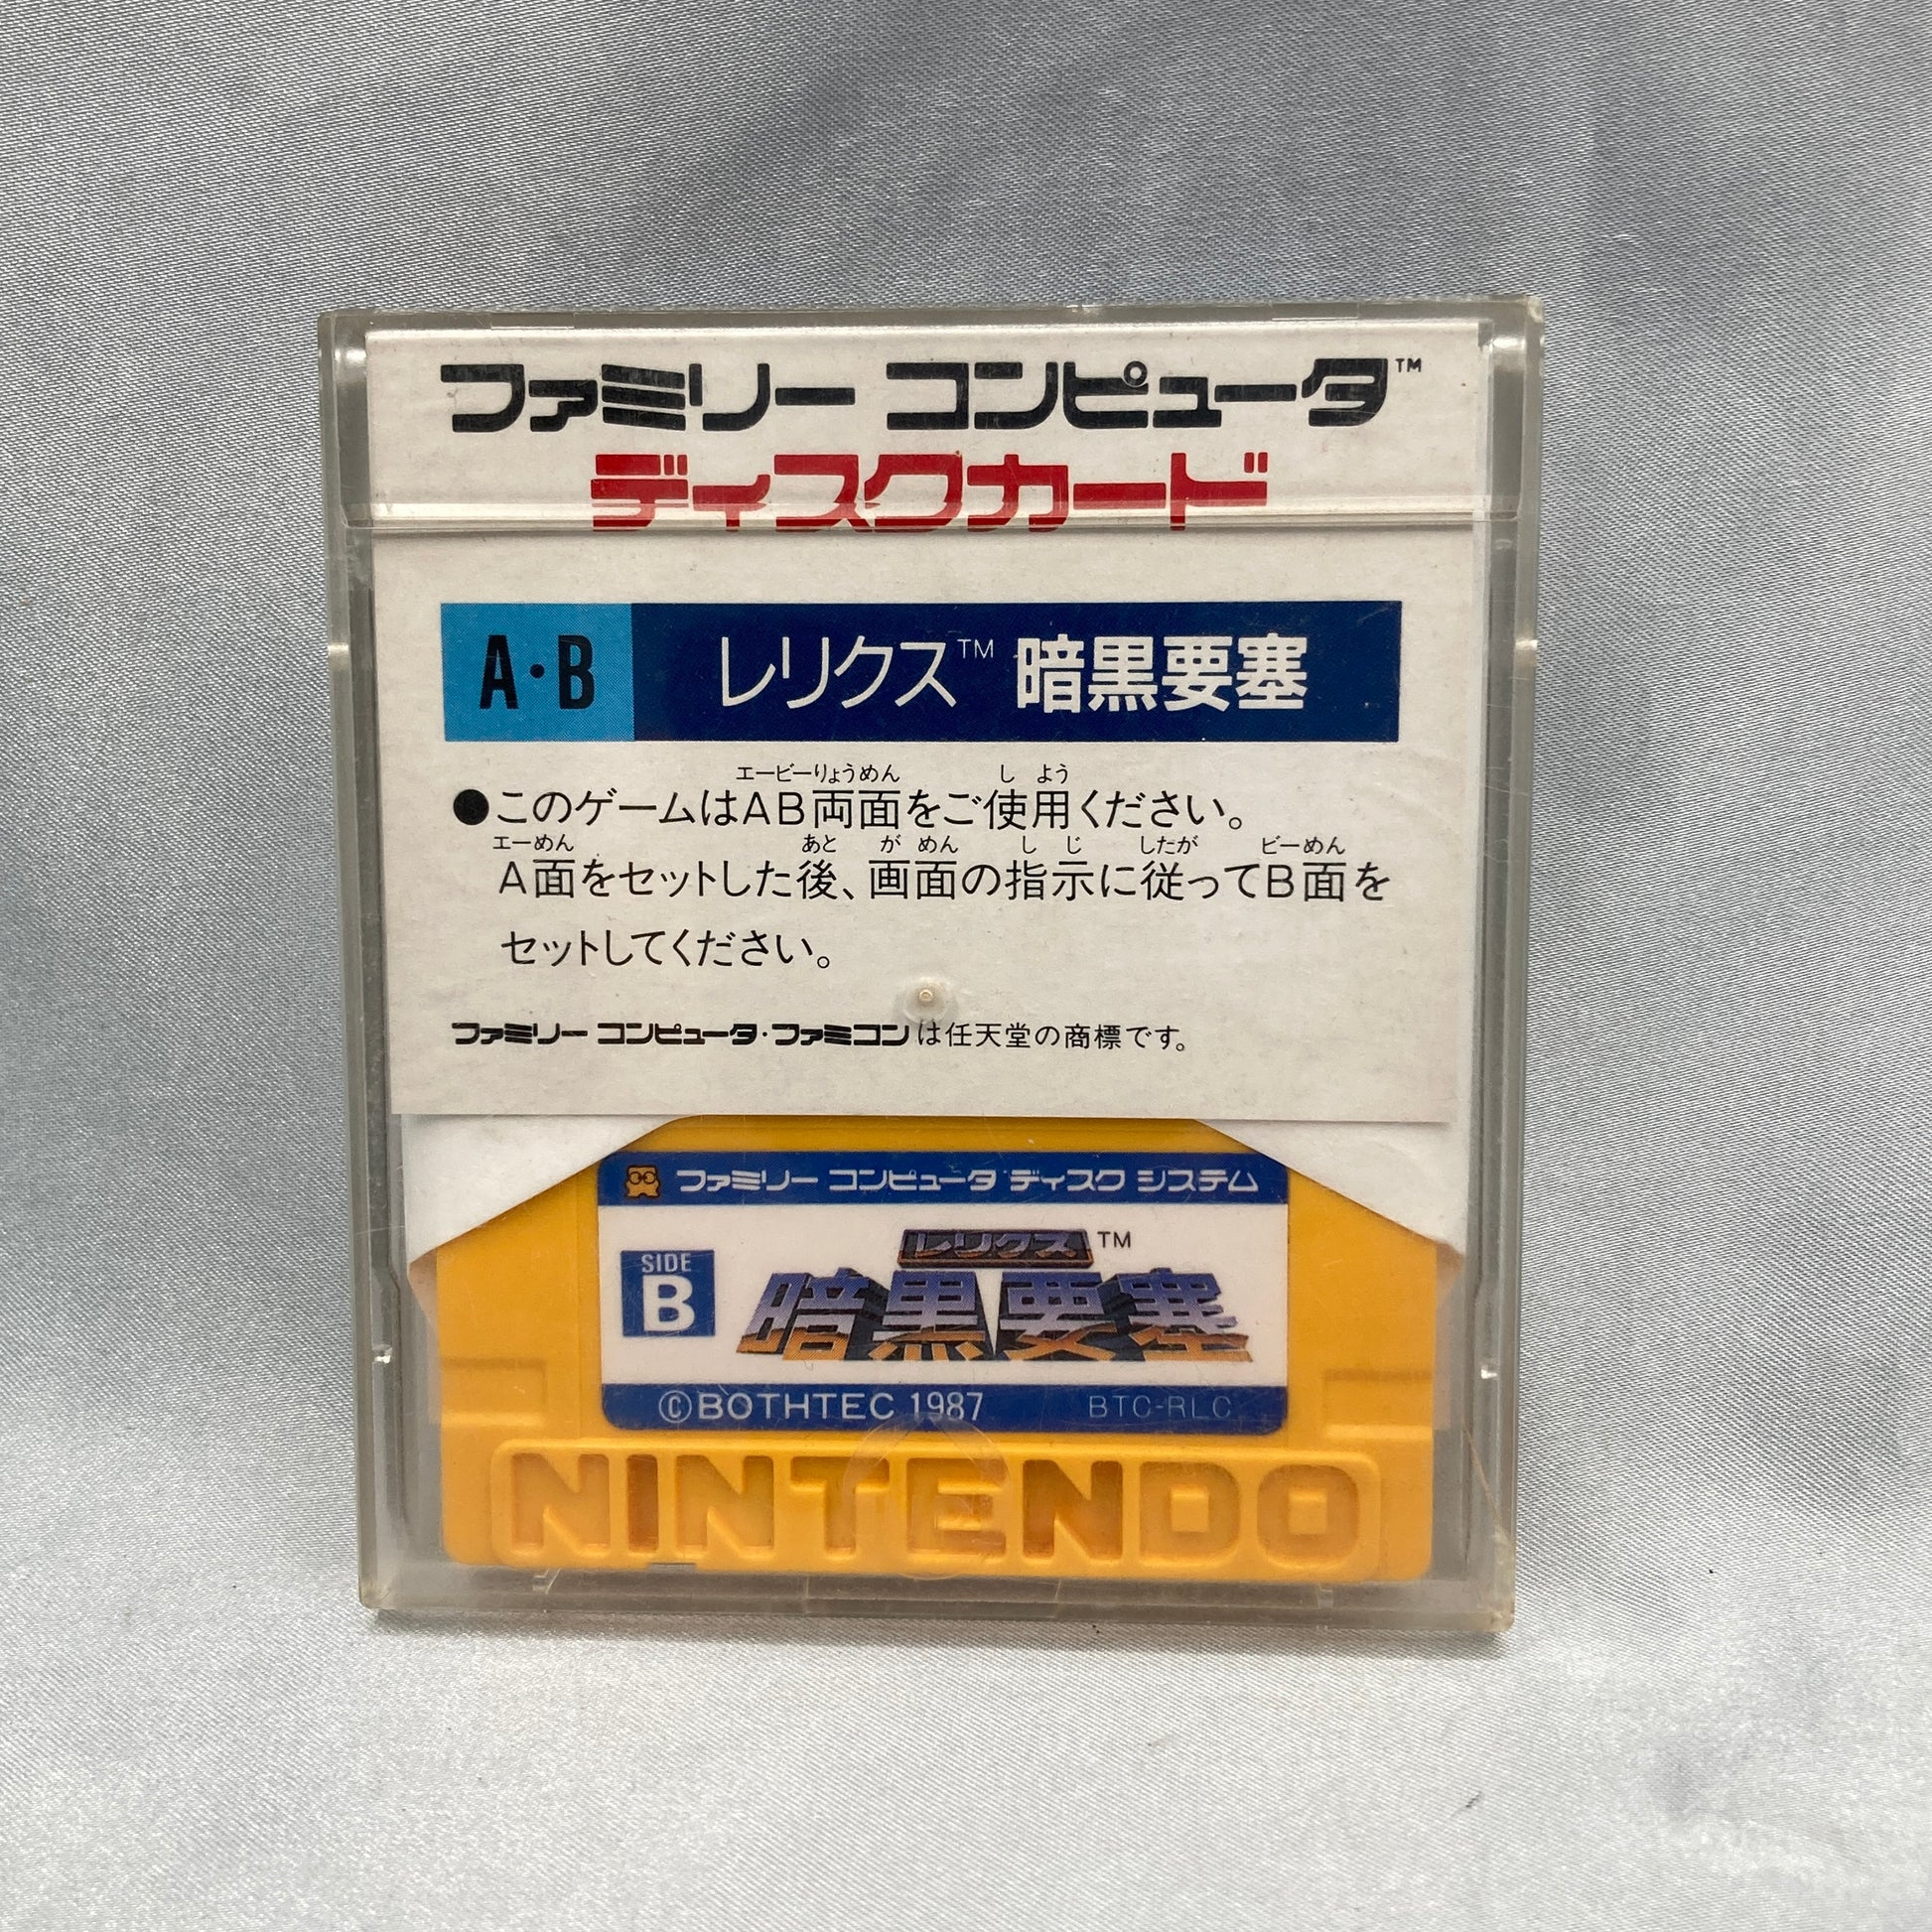 ファミリー コンピュータ™
ディスクカード
A・B レリクス™ 暗黒要塞
エービーりょうめん しよう
●このゲームはAB両面をご使用ください。
エーめん あと がめん しじ したが ビーめん
A面をセットした後、画面の指示に従ってB面を
セットしてください。
ファミリー コンピュータ・ファミコンは任天堂の商標です。
ファミリー コンピュータ ディスク システム
レリクス™
SIDE
B
暗黒要塞
©BOTHTEC 1987 BTC-RLC
NINTENDO